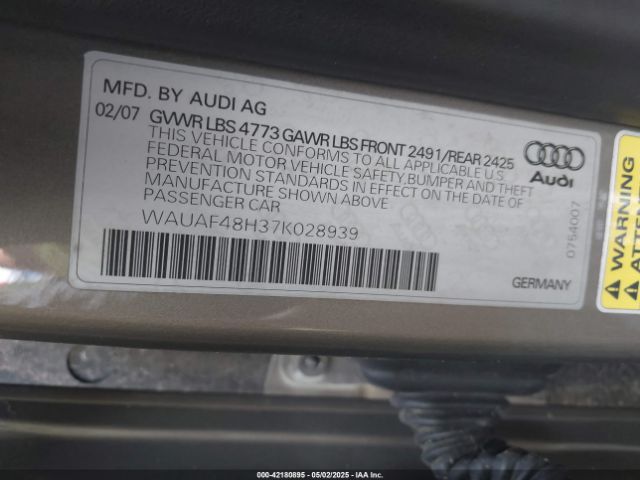 MFD. BY AUDI AG
02/07 GVWR LBS 4773 GAWR LBS FRONT 2491/REAR 2425
THIS VEHICLE CONFORMS TO ALL APPLICABLE U.S.
FEDERAL MOTOR VEHICLE SAFETY, BUMPER AND THEFT
PREVENTION STANDARDS IN EFFECT ON THE DATE OF
MANUFACTURE SHOWN ABOVE
PASSENGER CAR
WAUAF48H37K028939
Audi
0754007
GERMANY
WARNING
000-42180895 - 05/02/2025 - IAAI Inc.